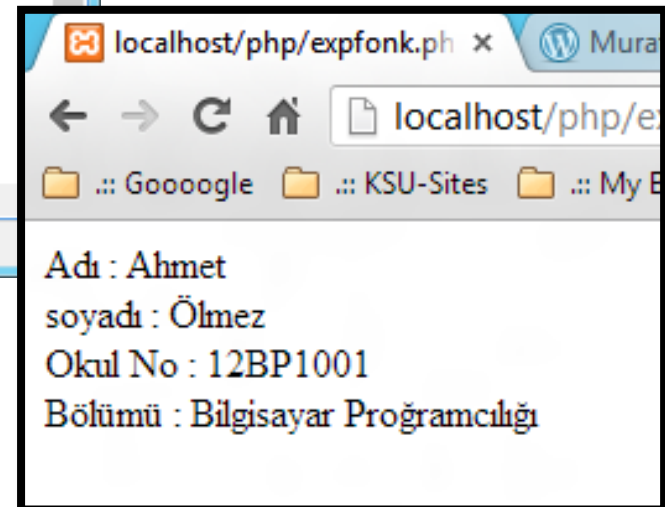 localhost/php/expfonk.ph
Mura
localhost/php/e
.:: Goooogle .:: KSU-Sites .:: My
Adı : Ahmet
soyadı : Ölmez
Okul No : 12BP1001
Bölümü : Bilgisayar Proğramcılığı